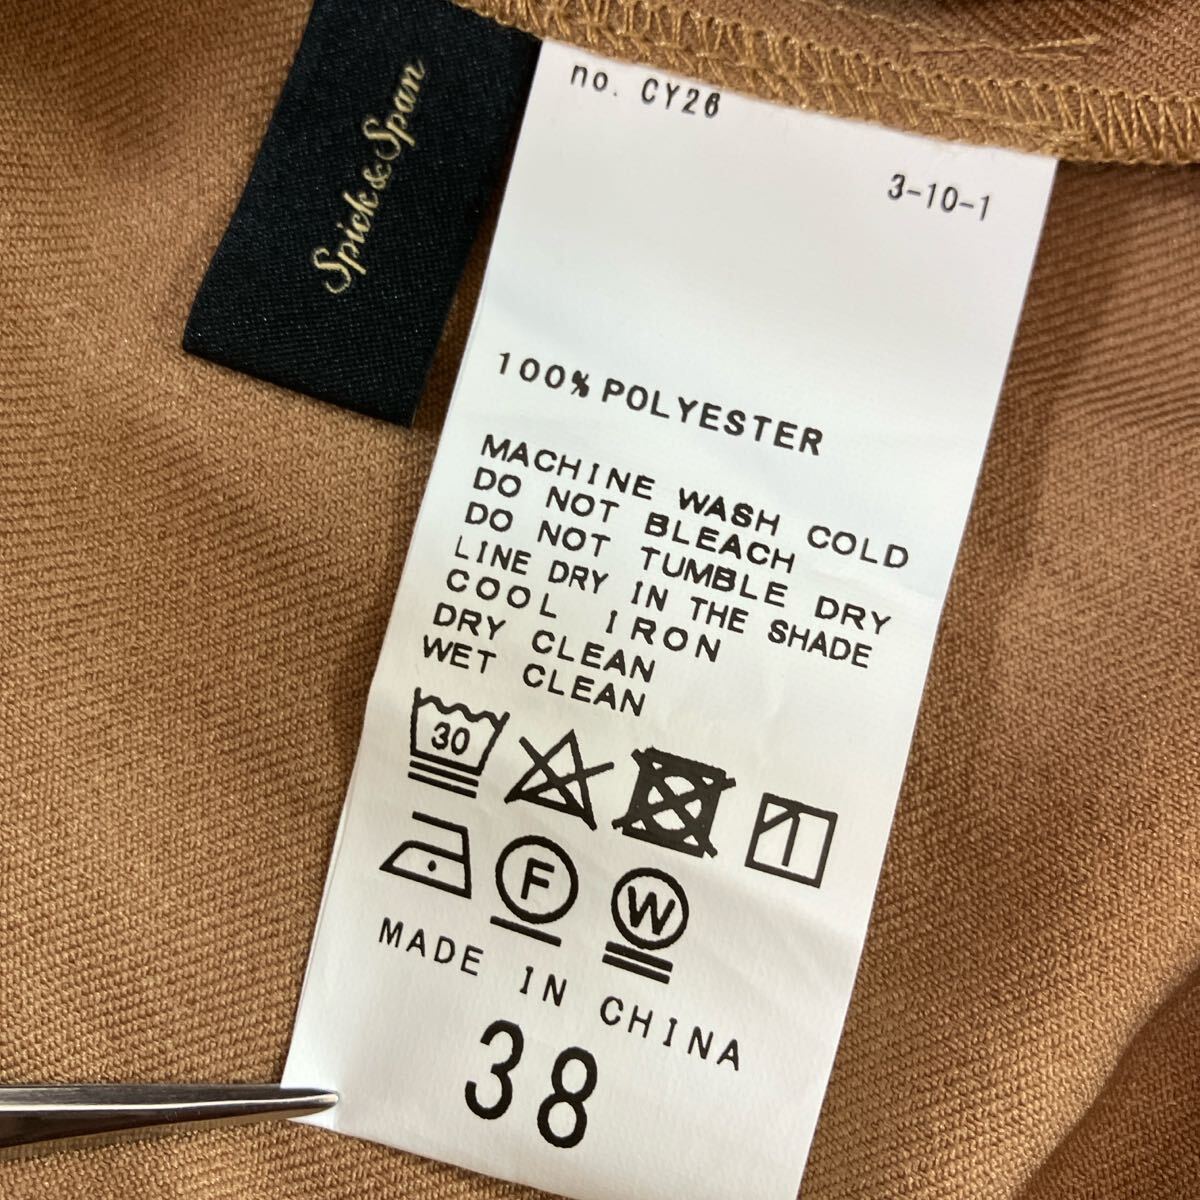 Spick & Span
no. CY26
3-10-1
100% POLYESTER
MACHINE WASH COLD
DO NOT BLEACH
DO NOT TUMBLE DRY
LINE DRY IN THE SHADE
COOL IRON
DRY CLEAN
WET CLEAN
30
F
W
MADE IN CHINA
38